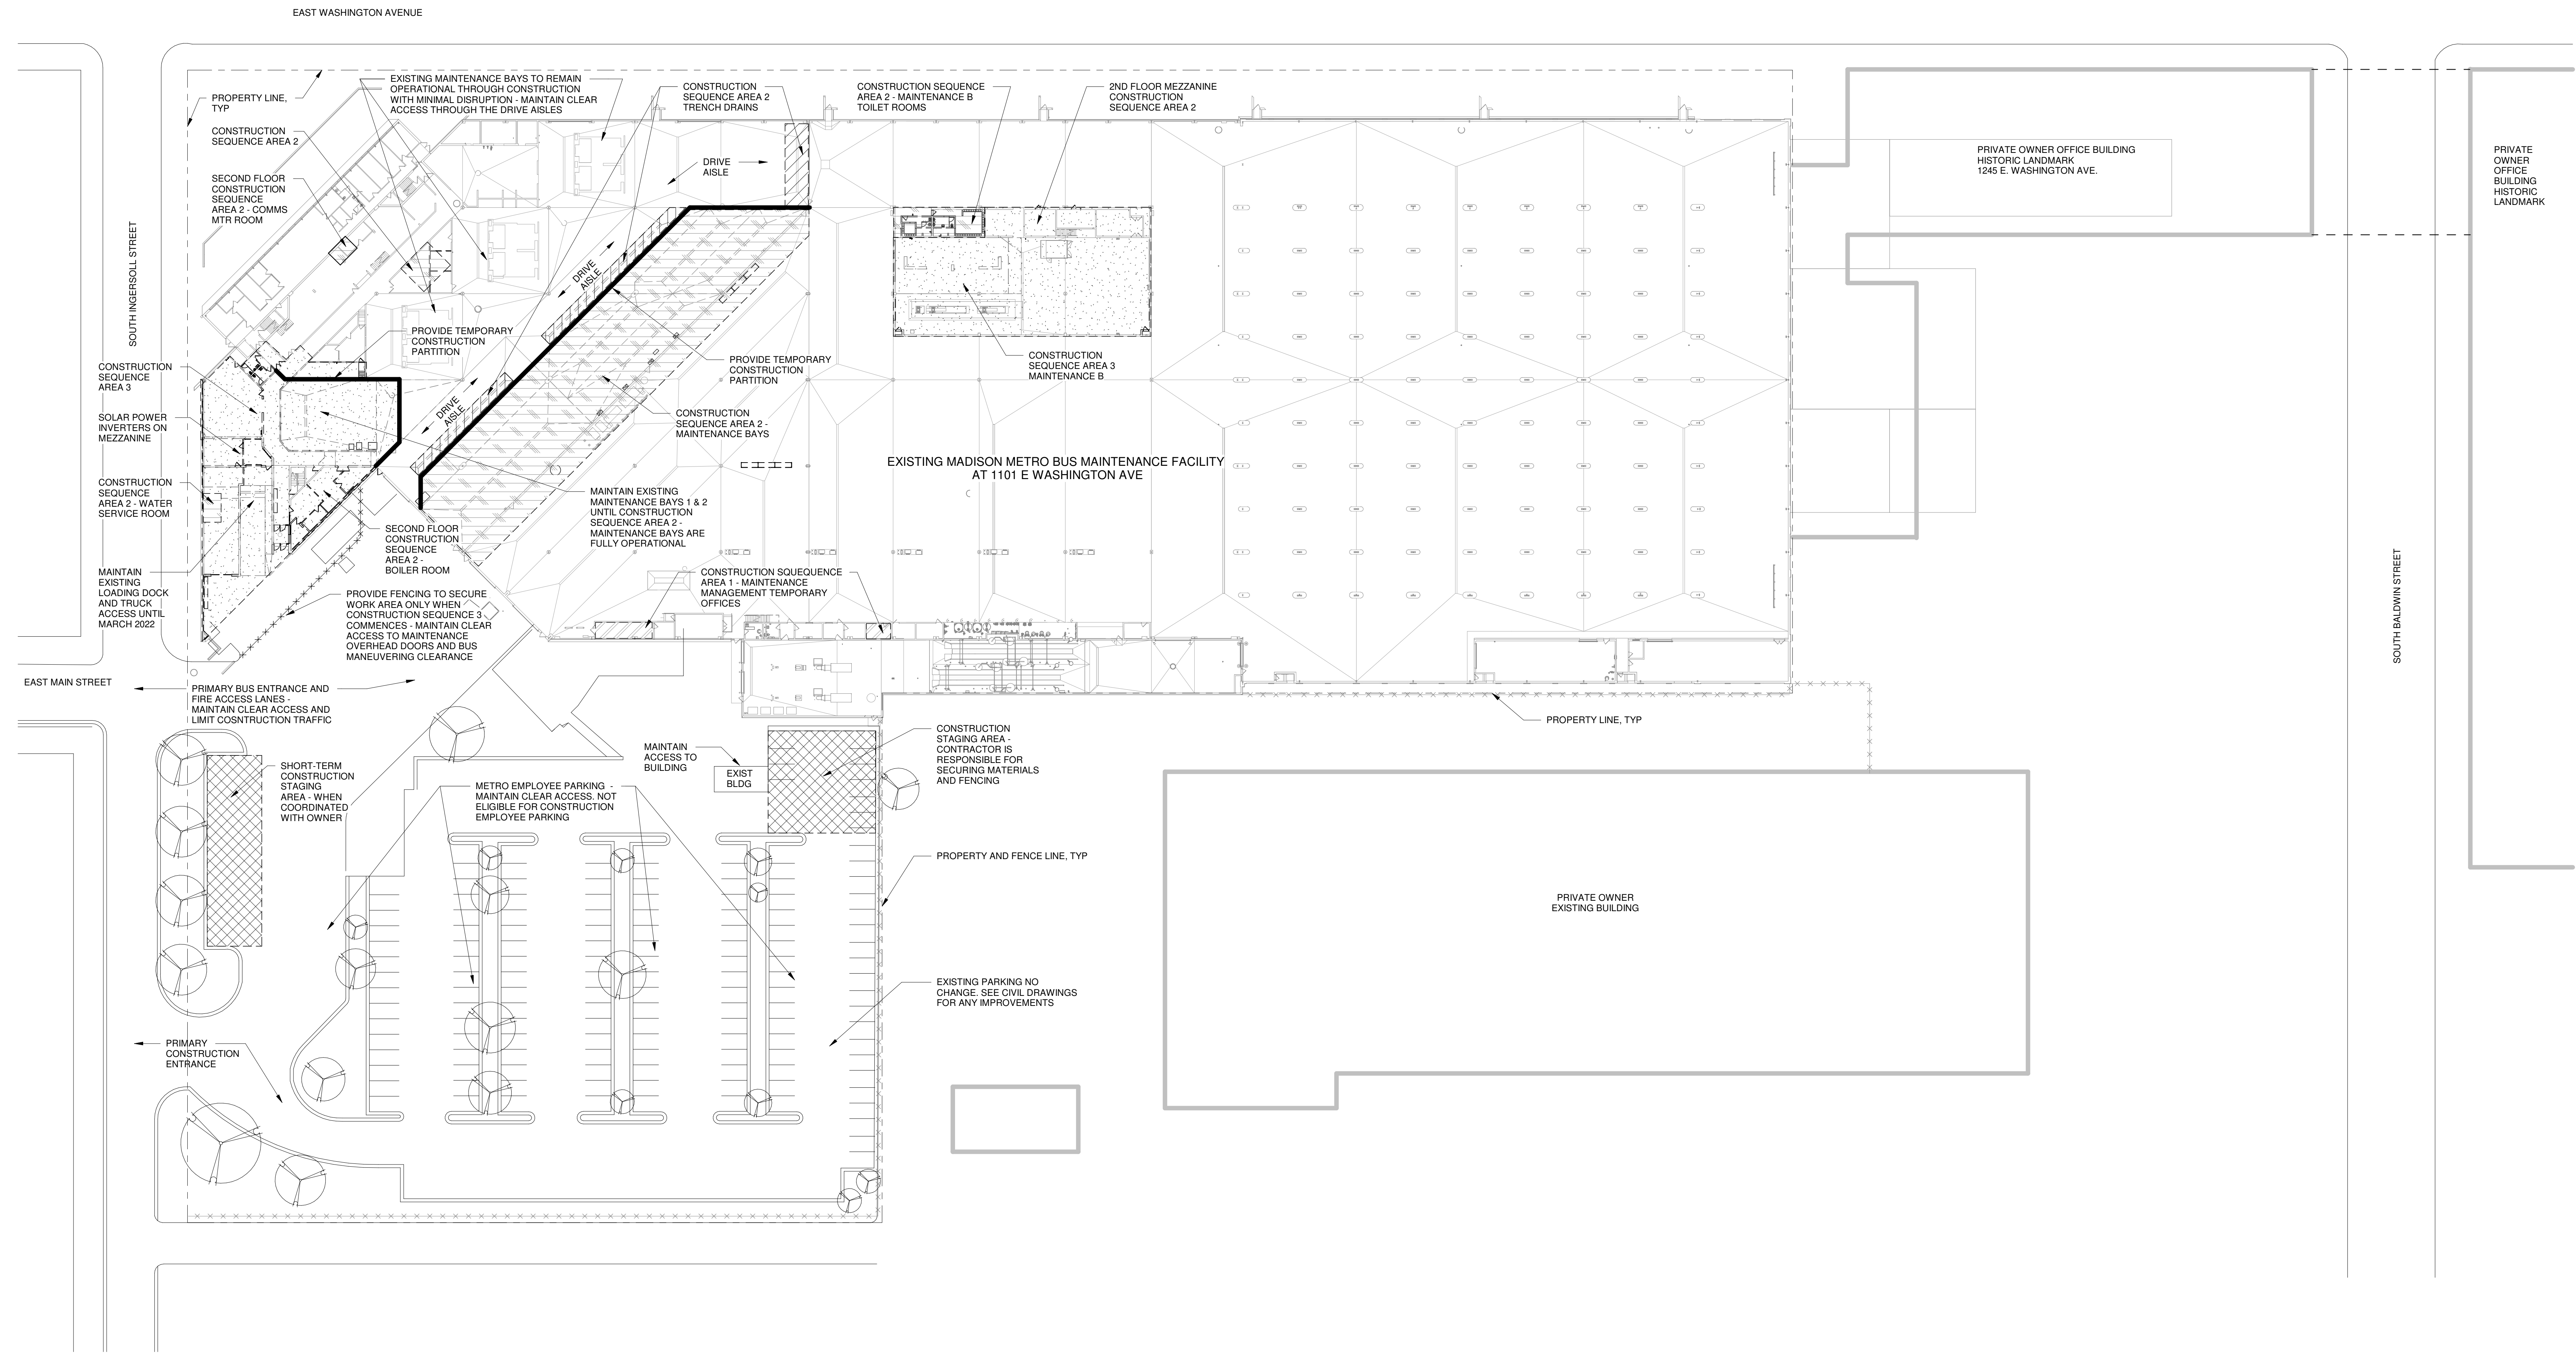 EAST WASHINGTON AVENUE
PROPERTY LINE,
TYP
EXISTING MAINTENANCE BAYS TO REMAIN
OPERATIONAL THROUGH CONSTRUCTION
WITH MINIMAL DISRUPTION - MAINTAIN CLEAR
ACCESS THROUGH THE DRIVE AISLES
CONSTRUCTION
SEQUENCE AREA 2
TRENCH DRAINS
CONSTRUCTION SEQUENCE
AREA 2 - MAINTENANCE B
TOILET ROOMS
2ND FLOOR MEZZANINE
CONSTRUCTION
SEQUENCE AREA 2
CONSTRUCTION
SEQUENCE AREA 2
SECOND FLOOR
CONSTRUCTION
SEQUENCE
AREA 2 - COMMS
MTR ROOM
DRIVE
AISLE
PRIVATE OWNER OFFICE BUILDING
HISTORIC LANDMARK
1245 E. WASHINGTON AVE.
PRIVATE
OWNER
OFFICE
BUILDING
HISTORIC
LANDMARK
SOUTH INGERSOLL STREET
DRIVE
AISLE
PROVIDE TEMPORARY
CONSTRUCTION
PARTITION
PROVIDE TEMPORARY
CONSTRUCTION
PARTITION
CONSTRUCTION
SEQUENCE AREA 3
MAINTENANCE B
CONSTRUCTION
SEQUENCE
AREA 3
SOLAR POWER
INVERTERS ON
MEZZANINE
DRIVE
AISLE
CONSTRUCTION
SEQUENCE AREA 2 -
MAINTENANCE BAYS
EXISTING MADISON METRO BUS MAINTENANCE FACILITY
AT 1101 E WASHINGTON AVE
CONSTRUCTION
SEQUENCE
AREA 2 - WATER
SERVICE ROOM
MAINTAIN EXISTING
MAINTENANCE BAYS 1 & 2
UNTIL CONSTRUCTION
SEQUENCE AREA 2 -
MAINTENANCE BAYS ARE
FULLY OPERATIONAL
SECOND FLOOR
CONSTRUCTION
SEQUENCE
AREA 2 -
BOILER ROOM
MAINTAIN
EXISTING
LOADING DOCK
AND TRUCK
ACCESS UNTIL
MARCH 2022
CONSTRUCTION SQUEQUENCE
AREA 1 - MAINTENANCE
MANAGEMENT TEMPORARY
OFFICES
PROVIDE FENCING TO SECURE
WORK AREA ONLY WHEN
CONSTRUCTION SEQUENCE 3
COMMENCES - MAINTAIN CLEAR
ACCESS TO MAINTENANCE
OVERHEAD DOORS AND BUS
MANEUVERING CLEARANCE
SOUTH BALDWIN STREET
EAST MAIN STREET
PRIMARY BUS ENTRANCE AND
FIRE ACCESS LANES -
MAINTAIN CLEAR ACCESS AND
LIMIT COSNTRUCTION TRAFFIC
PROPERTY LINE, TYP
CONSTRUCTION
STAGING AREA -
CONTRACTOR IS
RESPONSIBLE FOR
SECURING MATERIALS
AND FENCING
MAINTAIN
ACCESS TO
BUILDING
EXIST
BLDG
SHORT-TERM
CONSTRUCTION
STAGING
AREA - WHEN
COORDINATED
WITH OWNER
METRO EMPLOYEE PARKING -
MAINTAIN CLEAR ACCESS. NOT
ELIGIBLE FOR CONSTRUCTION
EMPLOYEE PARKING
PROPERTY AND FENCE LINE, TYP
PRIVATE OWNER
EXISTING BUILDING
EXISTING PARKING NO
CHANGE. SEE CIVIL DRAWINGS
FOR ANY IMPROVEMENTS
PRIMARY
CONSTRUCTION
ENTRANCE